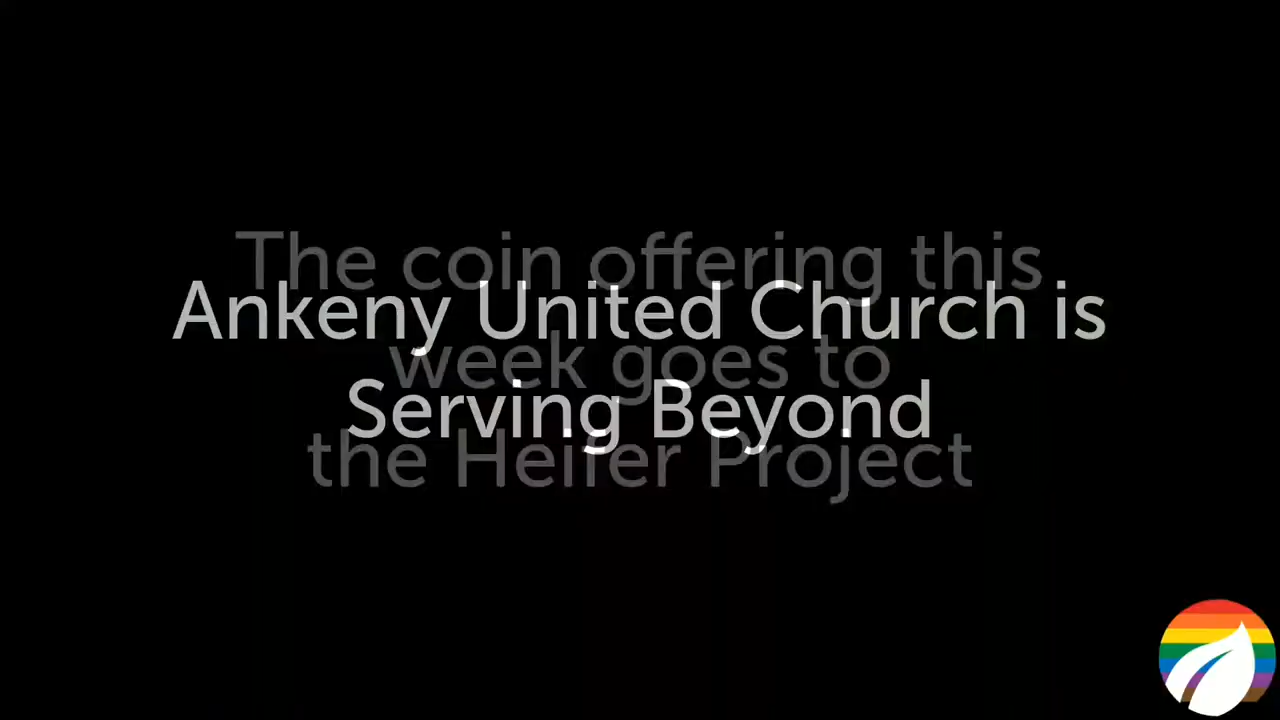 The coin offering this
Ankeny United Church is
week goes to
Serving Beyond
the Heifer Project